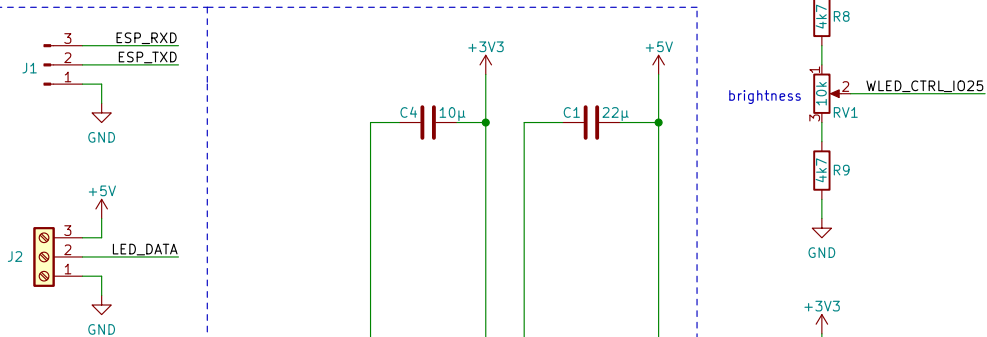 J1
3
ESP_RXD
2
ESP_TXD
1
GND
+5V
J2
3
2
LED_DATA
1
GND
+3V3
C4
10µ
+5V
C1
22µ
4k7
R8
1
brightness
10k
2
WLED_CTRL_IO25
RV1
3
4k7
R9
GND
+3V3